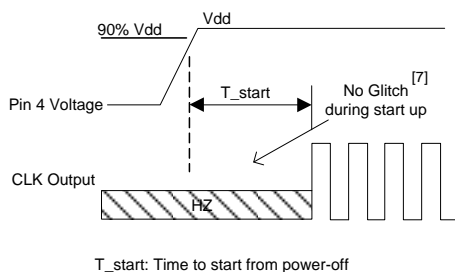 Vdd
90% Vdd
T_start
No Glitch [7]
during start up
Pin 4 Voltage
CLK Output
HZ
T_start: Time to start from power-off